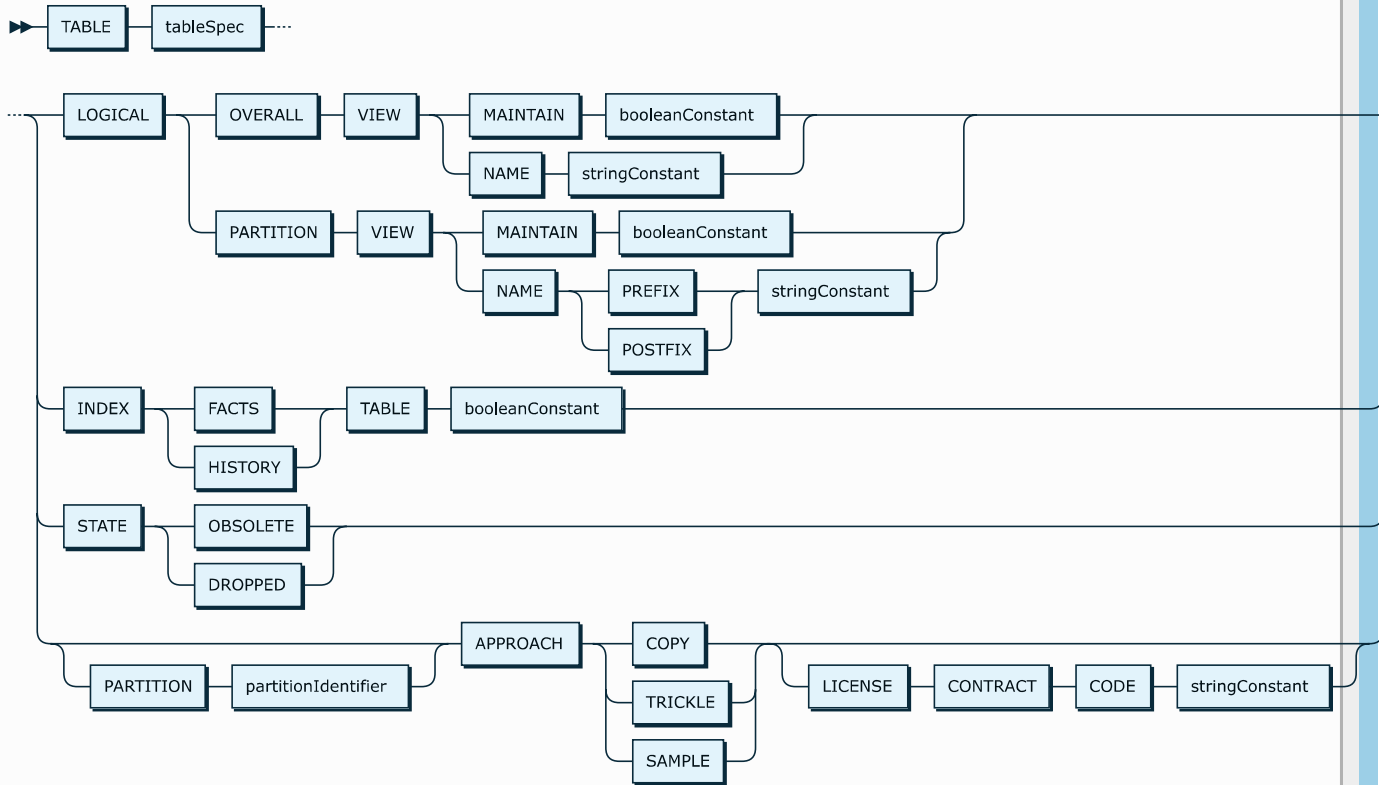 TABLE tableSpec
LOGICAL OVERALL VIEW MAINTAIN booleanConstant
NAME stringConstant
PARTITION VIEW MAINTAIN booleanConstant
NAME PREFIX stringConstant
POSTFIX
INDEX FACTS TABLE booleanConstant
HISTORY
STATE OBSOLETE
DROPPED
APPROACH COPY
PARTITION partitionIdentifier LICENSE CONTRACT CODE stringConstant
TRICKLE
SAMPLE